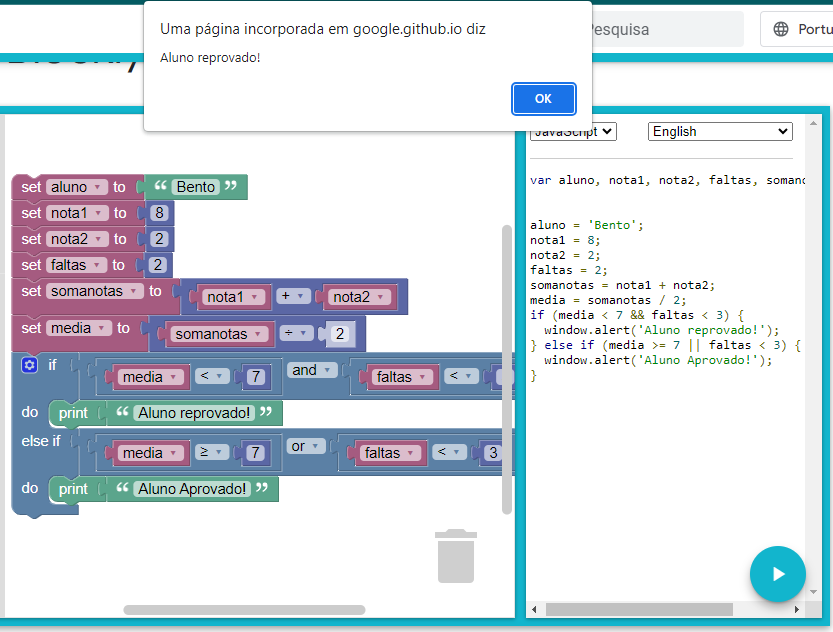 Uma página incorporada em google.github.io diz
Aluno reprovado!
OK
Pesquisa
Portu
JavaScript
English
set aluno to “ Bento ”
set nota1 to 8
set nota2 to 2
set faltas to 2
set somanotas to nota1 + nota2
set media to somanotas ÷ 2
if media < 7 and faltas <
do print “ Aluno reprovado! ”
else if media ≥ 7 or faltas < 3
do print “ Aluno Aprovado! ”
var aluno, nota1, nota2, faltas, somano
aluno = 'Bento';
nota1 = 8;
nota2 = 2;
faltas = 2;
somanotas = nota1 + nota2;
media = somanotas / 2;
if (media < 7 && faltas < 3) {
  window.alert('Aluno reprovado!');
} else if (media >= 7 || faltas < 3) {
  window.alert('Aluno Aprovado!');
}